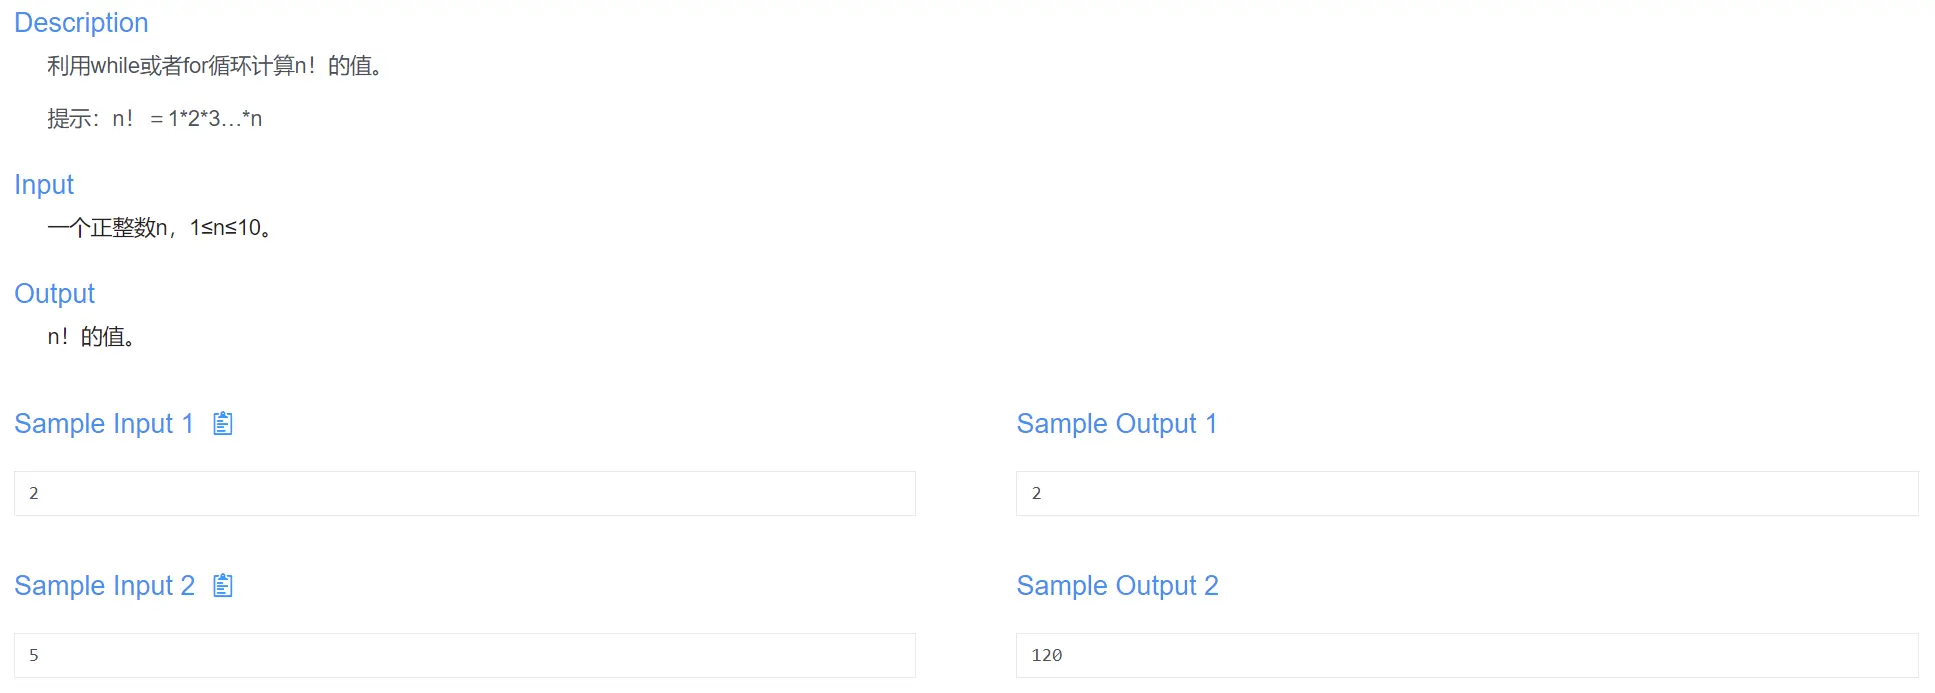 Description
利用while或者for循环计算n！的值。
提示：n！ = 1*2*3…*n
Input
一个正整数n，1≤n≤10。
Output
n！的值。
Sample Input 1
Sample Output 1
2
2
Sample Input 2
Sample Output 2
5
120